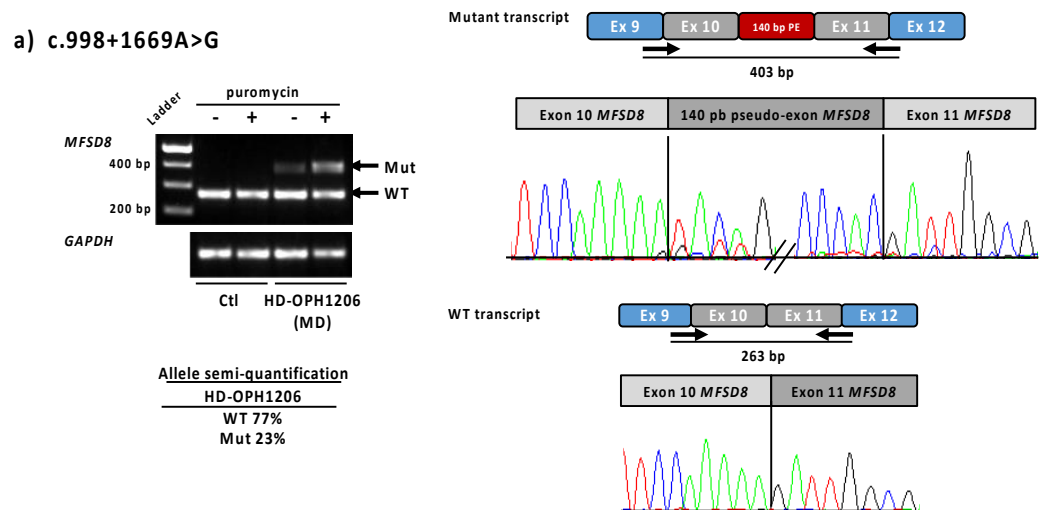 a) c.998+1669A>G
Ladder
puromycin
- + - +
MFSD8
400 bp
Mut
WT
200 bp
GAPDH
Ctl HD-OPH1206
(MD)
Allele semi-quantification
HD-OPH1206
WT 77%
Mut 23%
Mutant transcript
Ex 9 Ex 10 140 bp PE Ex 11 Ex 12
403 bp
Exon 10 MFSD8 140 pb pseudo-exon MFSD8 Exon 11 MFSD8
WT transcript
Ex 9 Ex 10 Ex 11 Ex 12
263 bp
Exon 10 MFSD8 Exon 11 MFSD8